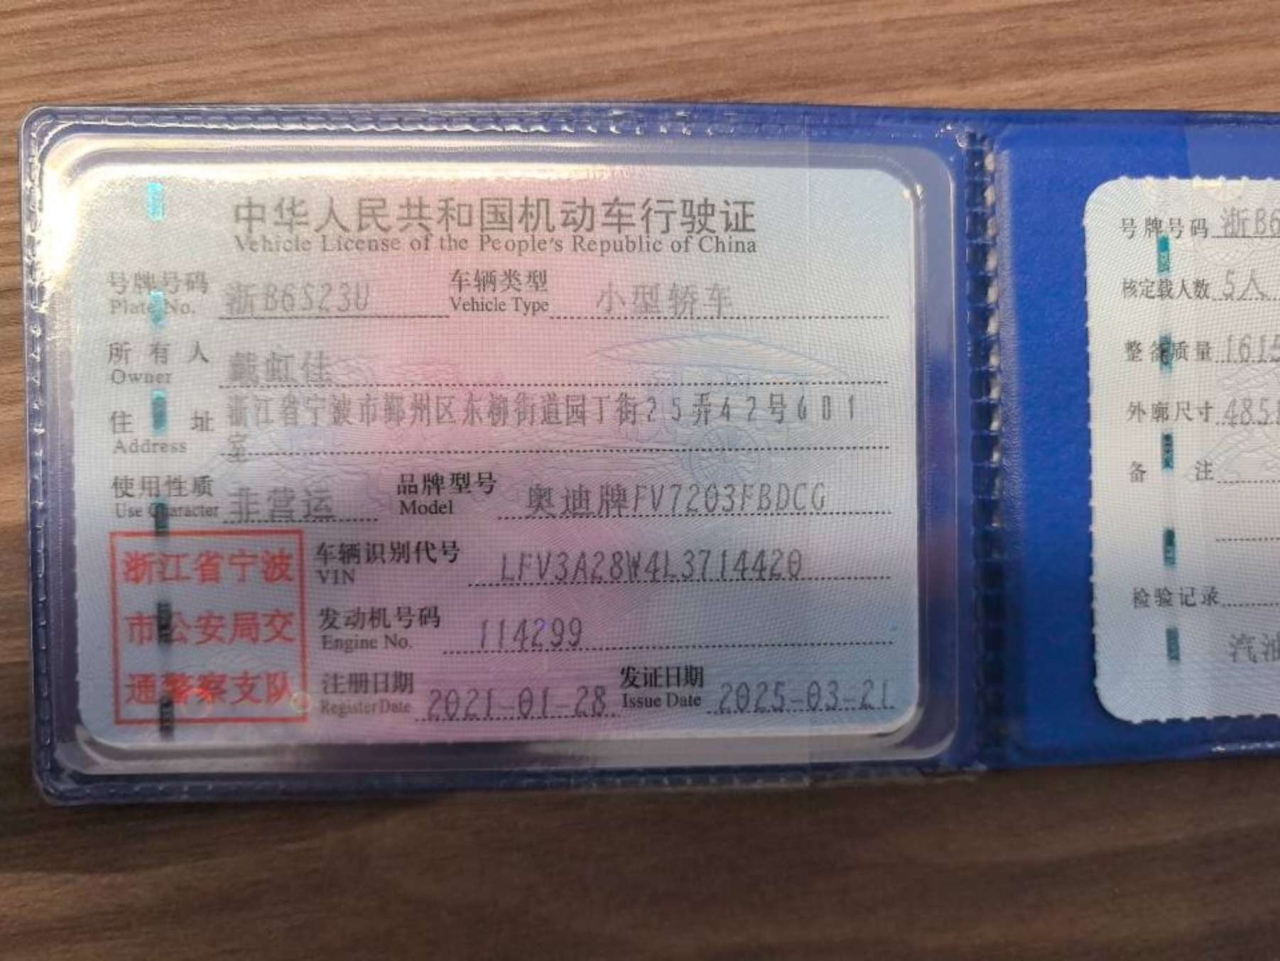 中华人民共和国机动车行驶证
Vehicle License of the People's Republic of China
号牌号码 浙B6S23U 车辆类型 小型轿车
Plate No. Vehicle Type
所有人 戴虹佳
Owner
住址 浙江省宁波市鄞州区东柳街道园丁街25弄42号601
Address 室
使用性质 非营运 品牌型号 奥迪牌FV7203FBDCG
Use Character Model
车辆识别代号 LFV3A28W4L3714420
VIN
发动机号码 114299
Engine No.
注册日期 2021-01-28 发证日期 2025-03-21
Register Date Issue Date
浙江省宁波
市公安局交
通警察支队
号牌号码 浙B6
核定载人数 5人
整备质量 1615
外廓尺寸 485
备注
检验记录
汽油